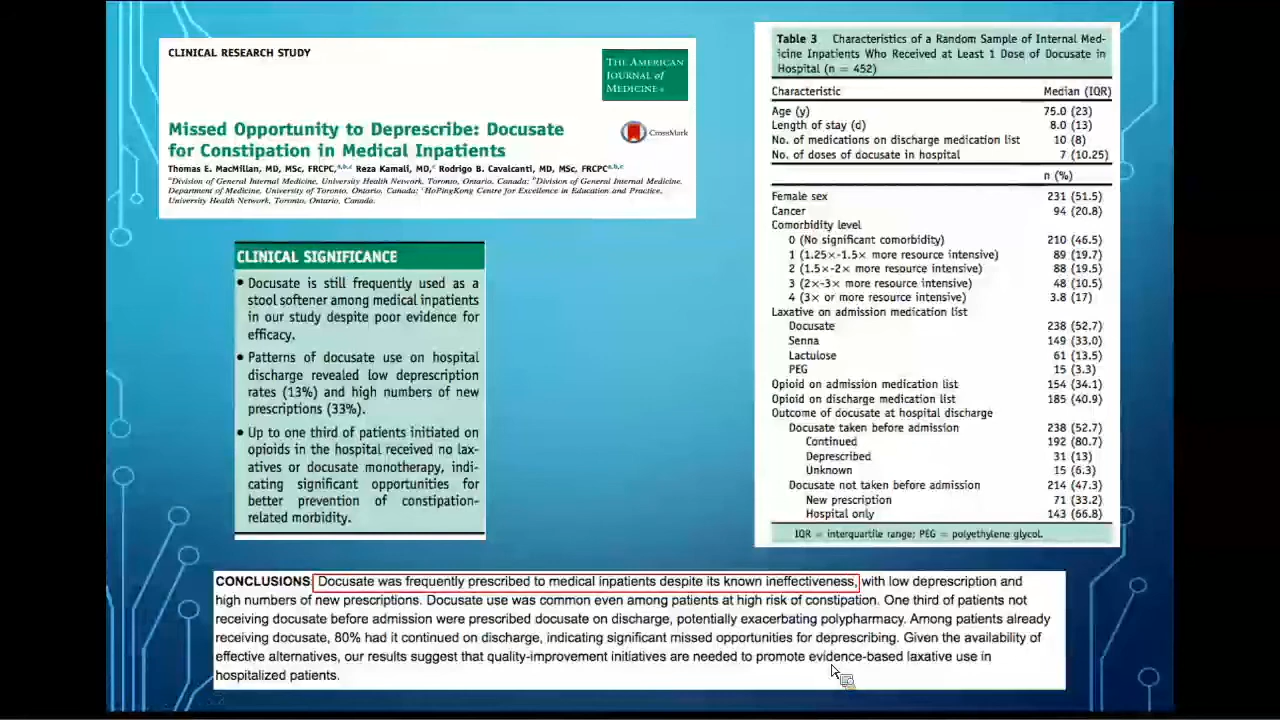 CLINICAL RESEARCH STUDY
THE AMERICAN
JOURNAL of
MEDICINE®
Missed Opportunity to Deprescribe: Docusate
for Constipation in Medical Inpatients
CrossMark
Thomas E. MacMillan, MD, MSc, FRCPC,a,b,c Reza Kamali, MD,c Rodrigo B. Cavalcanti, MD, MSc, FRCPCa,b,c
aDivision of General Internal Medicine, University Health Network, Toronto, Ontario, Canada; bDivision of General Internal Medicine,
Department of Medicine, University of Toronto, Ontario, Canada; cHoPingKong Centre for Excellence in Education and Practice,
University Health Network, Toronto, Ontario, Canada.
CLINICAL SIGNIFICANCE
• Docusate is still frequently used as a
stool softener among medical inpatients
in our study despite poor evidence for
efficacy.
• Patterns of docusate use on hospital
discharge revealed low deprescription
rates (13%) and high numbers of new
prescriptions (33%).
• Up to one third of patients initiated on
opioids in the hospital received no lax-
atives or docusate monotherapy, indi-
cating significant opportunities for
better prevention of constipation-
related morbidity.
Table 3 Characteristics of a Random Sample of Internal Med-
icine Inpatients Who Received at Least 1 Dose of Docusate in
Hospital (n = 452)
Characteristic Median (IQR)
Age (y) 75.0 (23)
Length of stay (d) 8.0 (13)
No. of medications on discharge medication list 10 (8)
No. of doses of docusate in hospital 7 (10.25)
n (%)
Female sex 231 (51.5)
Cancer 94 (20.8)
Comorbidity level
0 (No significant comorbidity) 210 (46.5)
1 (1.25×-1.5× more resource intensive) 89 (19.7)
2 (1.5×-2× more resource intensive) 88 (19.5)
3 (2×-3× more resource intensive) 48 (10.5)
4 (3× or more resource intensive) 3.8 (17)
Laxative on admission medication list
Docusate 238 (52.7)
Senna 149 (33.0)
Lactulose 61 (13.5)
PEG 15 (3.3)
Opioid on admission medication list 154 (34.1)
Opioid on discharge medication list 185 (40.9)
Outcome of docusate at hospital discharge
Docusate taken before admission 238 (52.7)
Continued 192 (80.7)
Deprescribed 31 (13)
Unknown 15 (6.3)
Docusate not taken before admission 214 (47.3)
New prescription 71 (33.2)
Hospital only 143 (66.8)
IQR = interquartile range; PEG = polyethylene glycol.
CONCLUSIONS: Docusate was frequently prescribed to medical inpatients despite its known ineffectiveness, with low deprescription and
high numbers of new prescriptions. Docusate use was common even among patients at high risk of constipation. One third of patients not
receiving docusate before admission were prescribed docusate on discharge, potentially exacerbating polypharmacy. Among patients already
receiving docusate, 80% had it continued on discharge, indicating significant missed opportunities for deprescribing. Given the availability of
effective alternatives, our results suggest that quality-improvement initiatives are needed to promote evidence-based laxative use in
hospitalized patients.